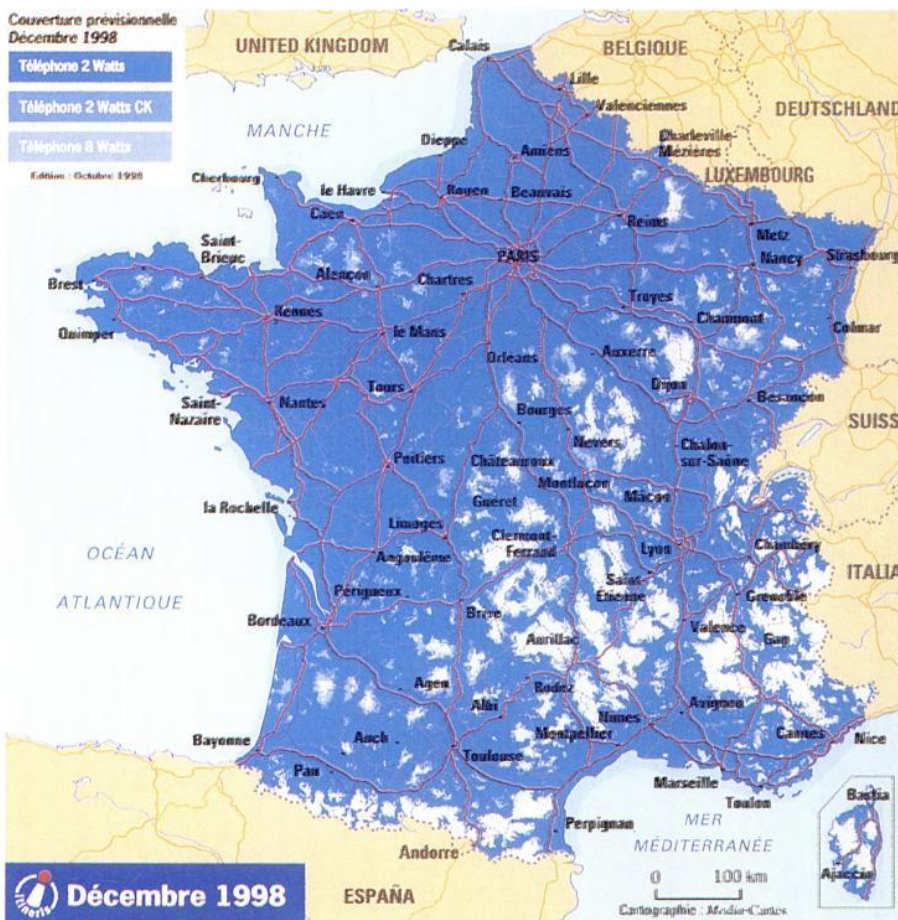 Couverture prévisionnelle
Décembre 1998
Téléphone 2 Watts
Téléphone 2 Watts CK
Téléphone 8 Watts
Edition : Octobre 1998
UNITED KINGDOM
BELGIQUE
DEUTSCHLAND
LUXEMBOURG
SUISS
ITALIA
ESPAÑA
Andorre
MANCHE
OCÉAN
ATLANTIQUE
MER
MÉDITERRANÉE
Calais
Lille
Valenciennes
Dieppe
Amiens
Charleville-
Mézières
Cherbourg
le Havre
Rouen
Beauvais
Caen
Reims
Metz
Saint-
Brieuc
PARIS
Nancy
Strasbourg
Brest
Alençon
Chartres
Troyes
Chaumont
Quimper
Rennes
le Mans
Colmar
Orléans
Auxerre
Dijon
Besançon
Saint-
Nazaire
Nantes
Tours
Bourges
Nevers
Chalon-
sur-Saône
Poitiers
Châteauroux
Montluçon
Mâcon
la Rochelle
Guéret
Limoges
Clermont-
Ferrand
Lyon
Chambéry
Angoulême
Saint-
Etienne
Périgueux
Brive
Grenoble
Bordeaux
Aurillac
Valence
Gap
Agen
Rodez
Albi
Avignon
Nîmes
Bayonne
Auch
Toulouse
Montpellier
Cannes
Nice
Pau
Marseille
Toulon
Perpignan
Bastia
Ajaccio
0 100 km
Cartographie : Média-Cartes
itineris
Décembre 1998